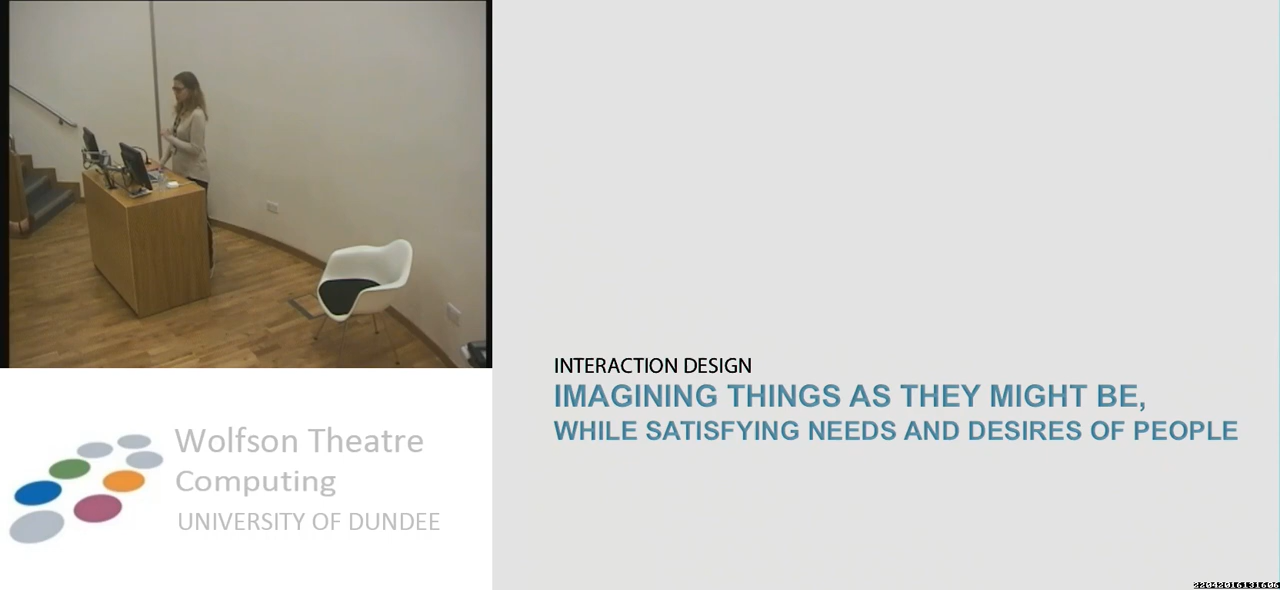 INTERACTION DESIGN
IMAGINING THINGS AS THEY MIGHT BE,
WHILE SATISFYING NEEDS AND DESIRES OF PEOPLE
Wolfson Theatre
Computing
UNIVERSITY OF DUNDEE